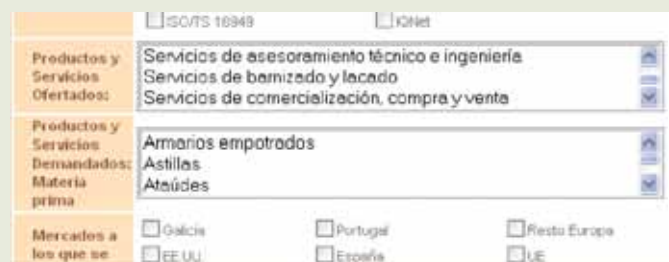 ISO/TS 16949 IQNet
Productos y Servicios de asesoramiento técnico e ingeniería
Servicios Servicios de barnizado y lacado
Ofertados: Servicios de comercialización, compra y venta
Productos y
Servicios Armarios empotrados
Demandados: Astillas
Materia Ataúdes
prima
Mercados a Galicia Portugal Resto Europa
los que se EE.UU. España UE